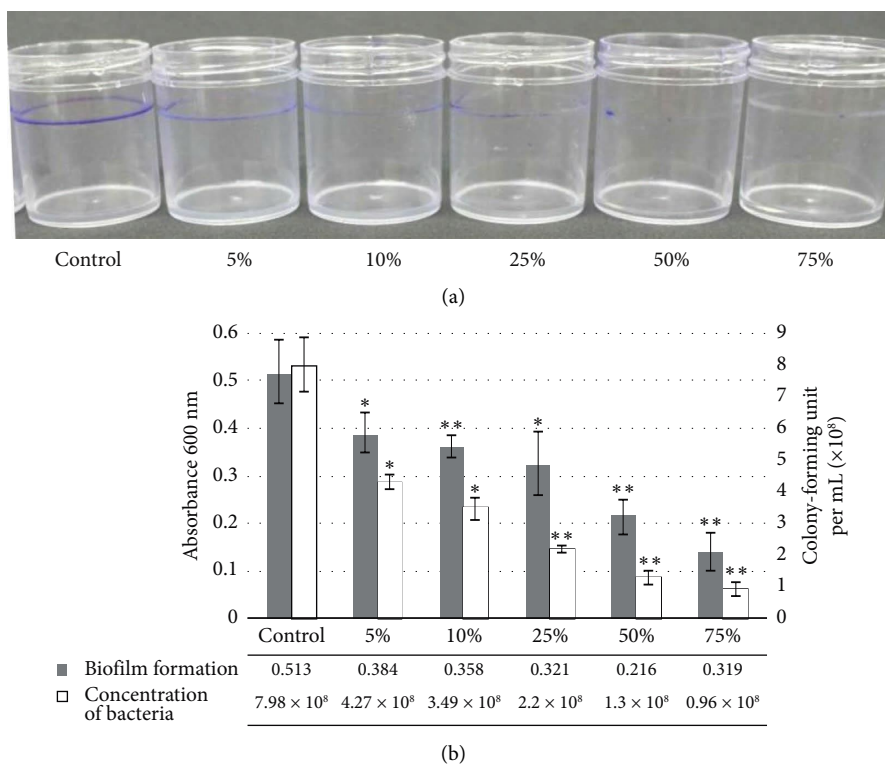 Control 5% 10% 25% 50% 75%
(a)
Absorbance 600 nm
0.6
0.5
0.4
0.3
0.2
0.1
0
* * ** * * ** ** ** ** **
Colony-forming unit
per mL (×10⁸)
9
8
7
6
5
4
3
2
1
0
Control 5% 10% 25% 50% 75%
Biofilm formation 0.513 0.384 0.358 0.321 0.216 0.319
Concentration
of bacteria 7.98 × 10⁸ 4.27 × 10⁸ 3.49 × 10⁸ 2.2 × 10⁸ 1.3 × 10⁸ 0.96 × 10⁸
(b)